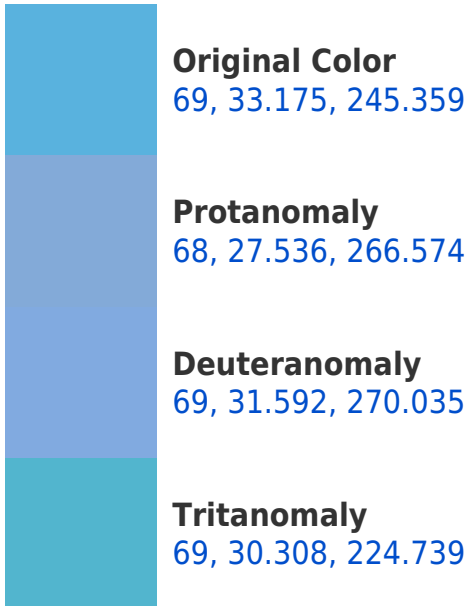 Original Color
69, 33.175, 245.359
Protanomaly
68, 27.536, 266.574
Deuteranomaly
69, 31.592, 270.035
Tritanomaly
69, 30.308, 224.739